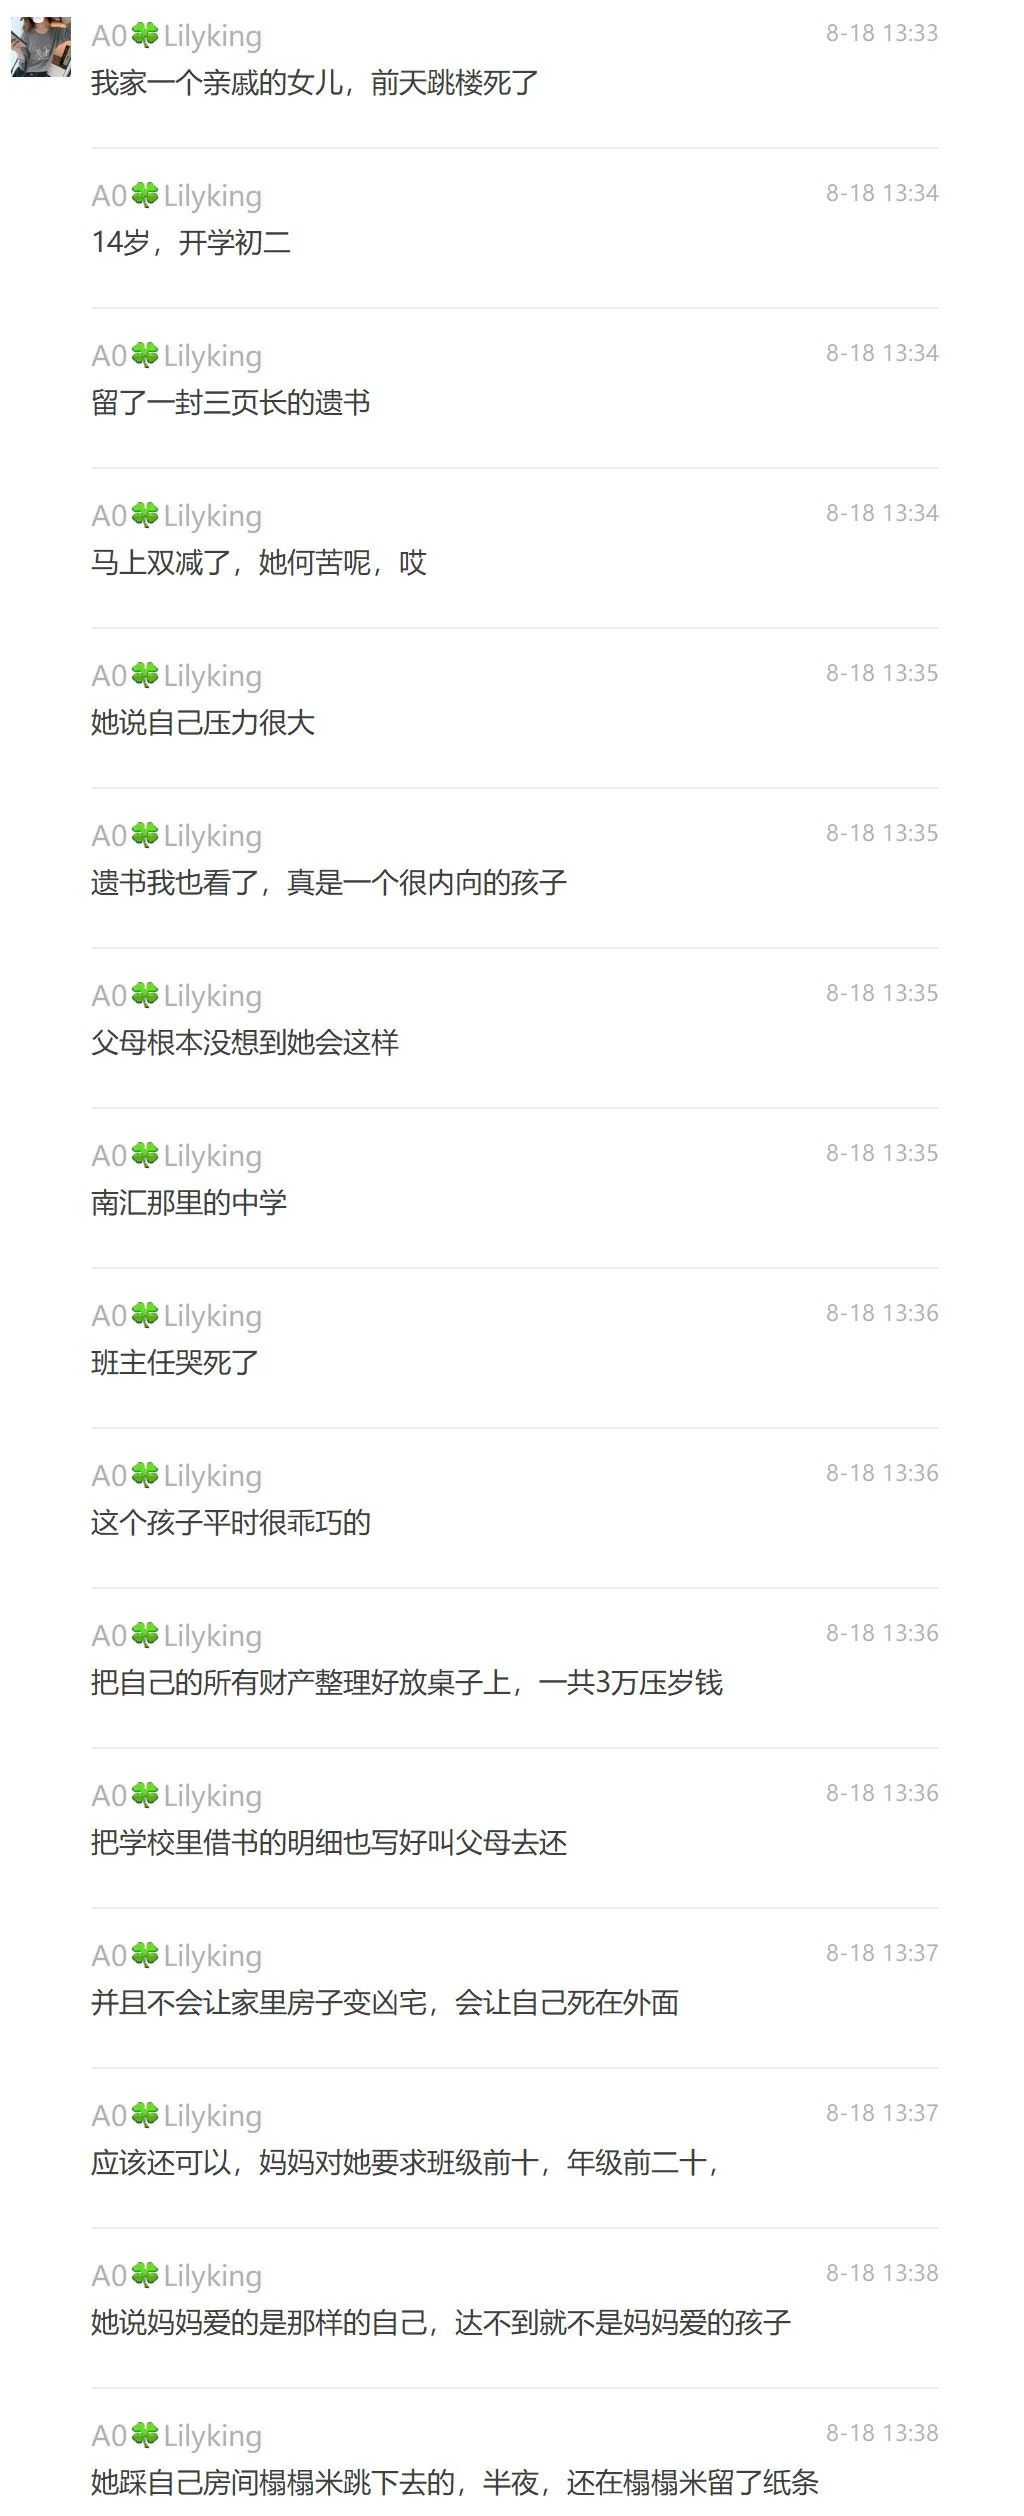 A0🍀Lilyking 8-18 13:33
我家一个亲戚的女儿，前天跳楼死了
A0🍀Lilyking 8-18 13:34
14岁，开学初二
A0🍀Lilyking 8-18 13:34
留了一封三页长的遗书
A0🍀Lilyking 8-18 13:34
马上双减了，她何苦呢，哎
A0🍀Lilyking 8-18 13:35
她说自己压力很大
A0🍀Lilyking 8-18 13:35
遗书我也看了，真是一个很内向的孩子
A0🍀Lilyking 8-18 13:35
父母根本没想到她会这样
A0🍀Lilyking 8-18 13:35
南汇那里的中学
A0🍀Lilyking 8-18 13:36
班主任哭死了
A0🍀Lilyking 8-18 13:36
这个孩子平时很乖巧的
A0🍀Lilyking 8-18 13:36
把自己的所有财产整理好放桌子上，一共3万压岁钱
A0🍀Lilyking 8-18 13:36
把学校里借书的明细也写好叫父母去还
A0🍀Lilyking 8-18 13:37
并且不会让家里房子变凶宅，会让自己死在外面
A0🍀Lilyking 8-18 13:37
应该还可以，妈妈对她要求班级前十，年级前二十，
A0🍀Lilyking 8-18 13:38
她说妈妈爱的是那样的自己，达不到就不是妈妈爱的孩子
A0🍀Lilyking 8-18 13:38
她踩自己房间榻榻米跳下去的，半夜，还在榻榻米留了纸条